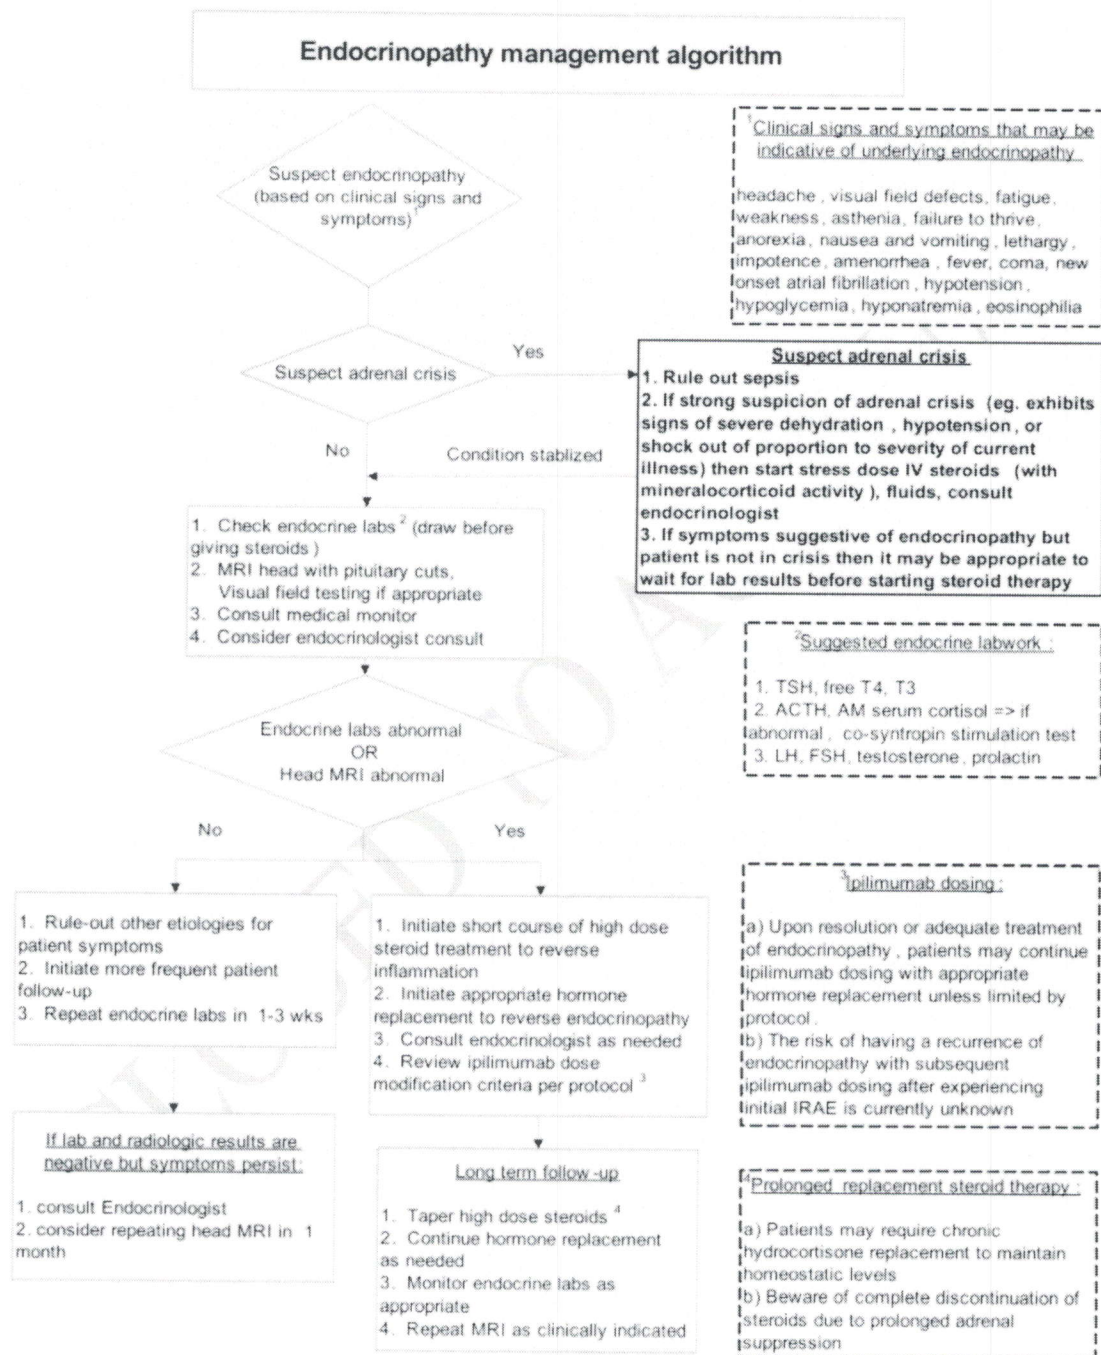 Endocrinopathy management algorithm
Suspect endocrinopathy
(based on clinical signs and
symptoms)1
1Clinical signs and symptoms that may be
indicative of underlying endocrinopathy
headache , visual field defects, fatigue,
weakness, asthenia, failure to thrive,
anorexia, nausea and vomiting , lethargy ,
impotence, amenorrhea , fever, coma, new
onset atrial fibrillation , hypotension ,
hypoglycemia, hyponatremia , eosinophilia
Suspect adrenal crisis
Yes
No
Condition stablized
Suspect adrenal crisis
1. Rule out sepsis
2. If strong suspicion of adrenal crisis (eg. exhibits
signs of severe dehydration , hypotension , or
shock out of proportion to severity of current
illness) then start stress dose IV steroids (with
mineralocorticoid activity ), fluids, consult
endocrinologist
3. If symptoms suggestive of endocrinopathy but
patient is not in crisis then it may be appropriate to
wait for lab results before starting steroid therapy
1. Check endocrine labs 2 (draw before
giving steroids )
2. MRI head with pituitary cuts,
Visual field testing if appropriate
3. Consult medical monitor
4. Consider endocrinologist consult
2Suggested endocrine labwork :
1. TSH, free T4, T3
2. ACTH, AM serum cortisol => if
abnormal , co-syntropin stimulation test
3. LH, FSH, testosterone , prolactin
Endocrine labs abnormal
OR
Head MRI abnormal
No
Yes
1. Rule-out other etiologies for
patient symptoms
2. Initiate more frequent patient
follow-up
3. Repeat endocrine labs in 1-3 wks
1. Initiate short course of high dose
steroid treatment to reverse
inflammation
2. Initiate appropriate hormone
replacement to reverse endocrinopathy
3. Consult endocrinologist as needed
4. Review ipilimumab dose
modification criteria per protocol 3
3Ipilimumab dosing :
a) Upon resolution or adequate treatment
of endocrinopathy , patients may continue
ipilimumab dosing with appropriate
hormone replacement unless limited by
protocol .
b) The risk of having a recurrence of
endocrinopathy with subsequent
ipilimumab dosing after experiencing
initial IRAE is currently unknown
If lab and radiologic results are
negative but symptoms persist:
1. consult Endocrinologist
2. consider repeating head MRI in 1
month
Long term follow -up
1. Taper high dose steroids 4
2. Continue hormone replacement
as needed
3. Monitor endocrine labs as
appropriate
4. Repeat MRI as clinically indicated
4Prolonged replacement steroid therapy :
a) Patients may require chronic
hydrocortisone replacement to maintain
homeostatic levels
b) Beware of complete discontinuation of
steroids due to prolonged adrenal
suppression